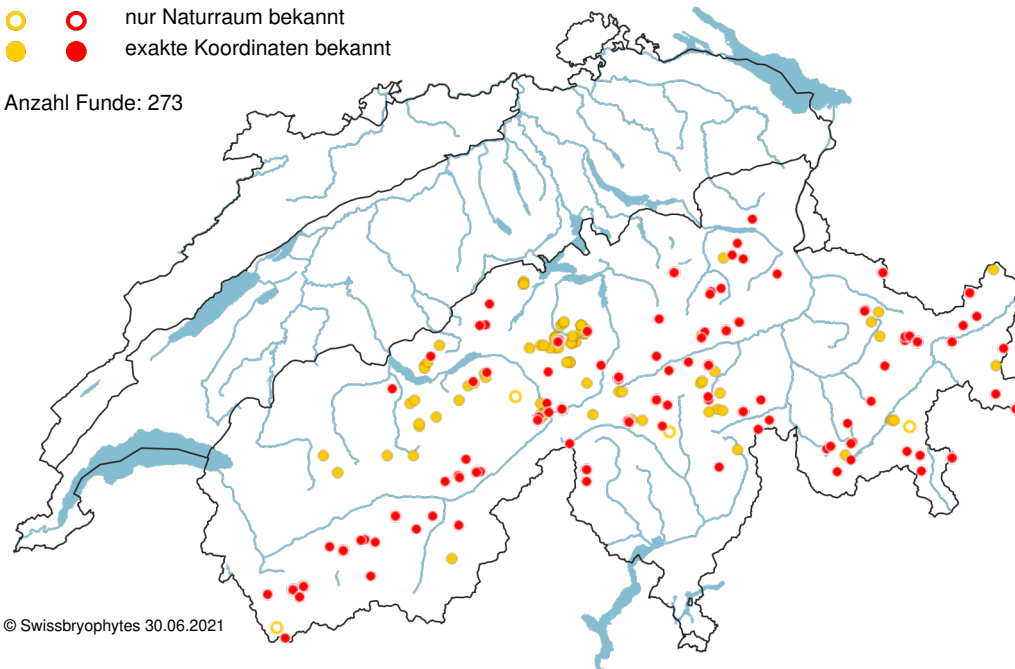 nur Naturraum bekannt
exakte Koordinaten bekannt
Anzahl Funde: 273
© Swissbryophytes 30.06.2021